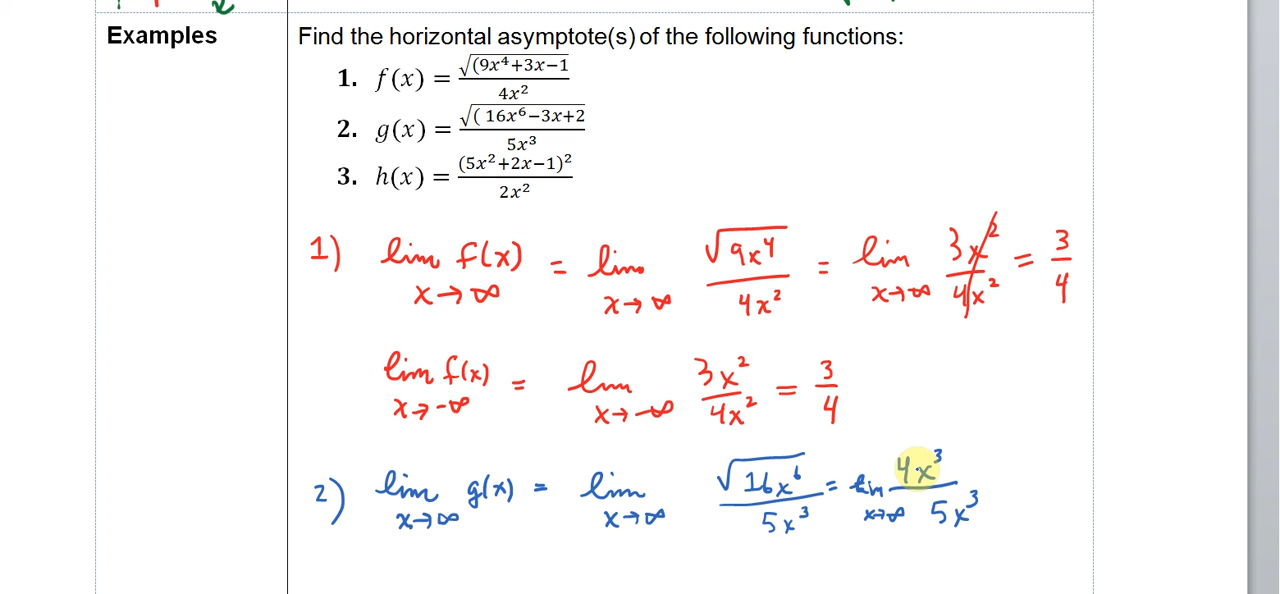 Examples
Find the horizontal asymptote(s) of the following functions:
1. f(x) = √(9x⁴+3x−1 / 4x²
2. g(x) = √( 16x⁶−3x+2 / 5x³
3. h(x) = (5x²+2x−1)² / 2x²
1) lim x→∞ f(x) = lim x→∞ √9x⁴ / 4x² = lim x→∞ 3x² / 4x² = 3/4
lim x→-∞ f(x) = lim x→-∞ 3x² / 4x² = 3/4
2) lim x→∞ g(x) = lim x→∞ √16x⁶ / 5x³ = lim x→∞ 4x³ / 5x³